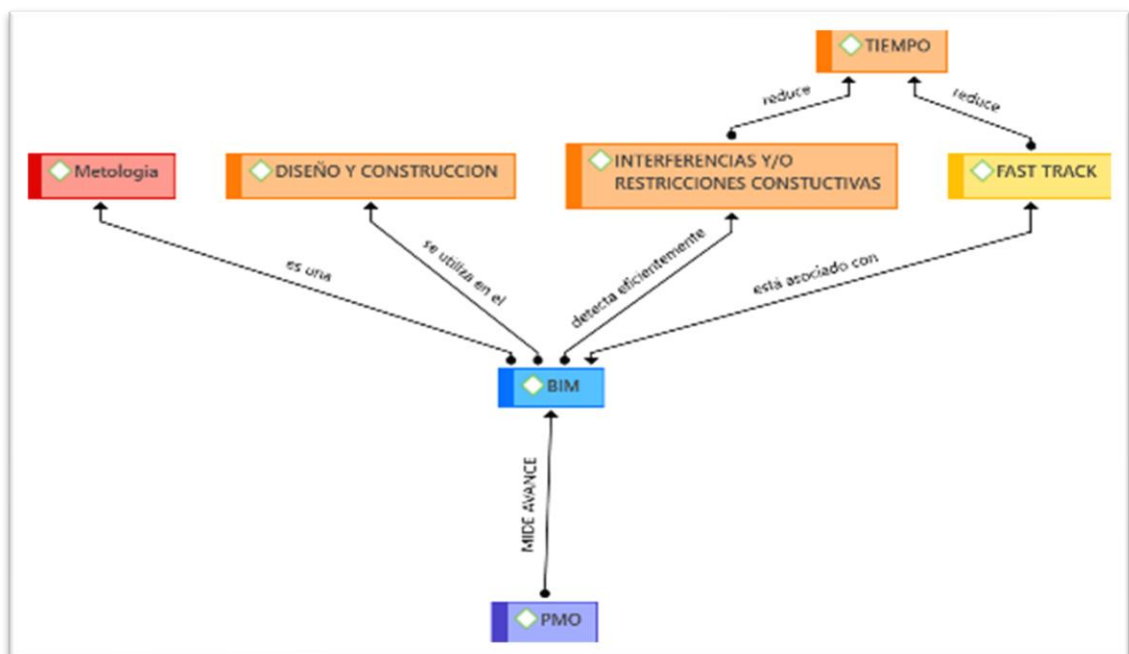 TIEMPO
reduce
reduce
Metologia
DISEÑO Y CONSTRUCCION
INTERFERENCIAS Y/O
RESTRICCIONES CONSTUCTIVAS
FAST TRACK
es una
se utiliza en el
detecta eficientemente
está asociado con
BIM
MIDE AVANCE
PMO